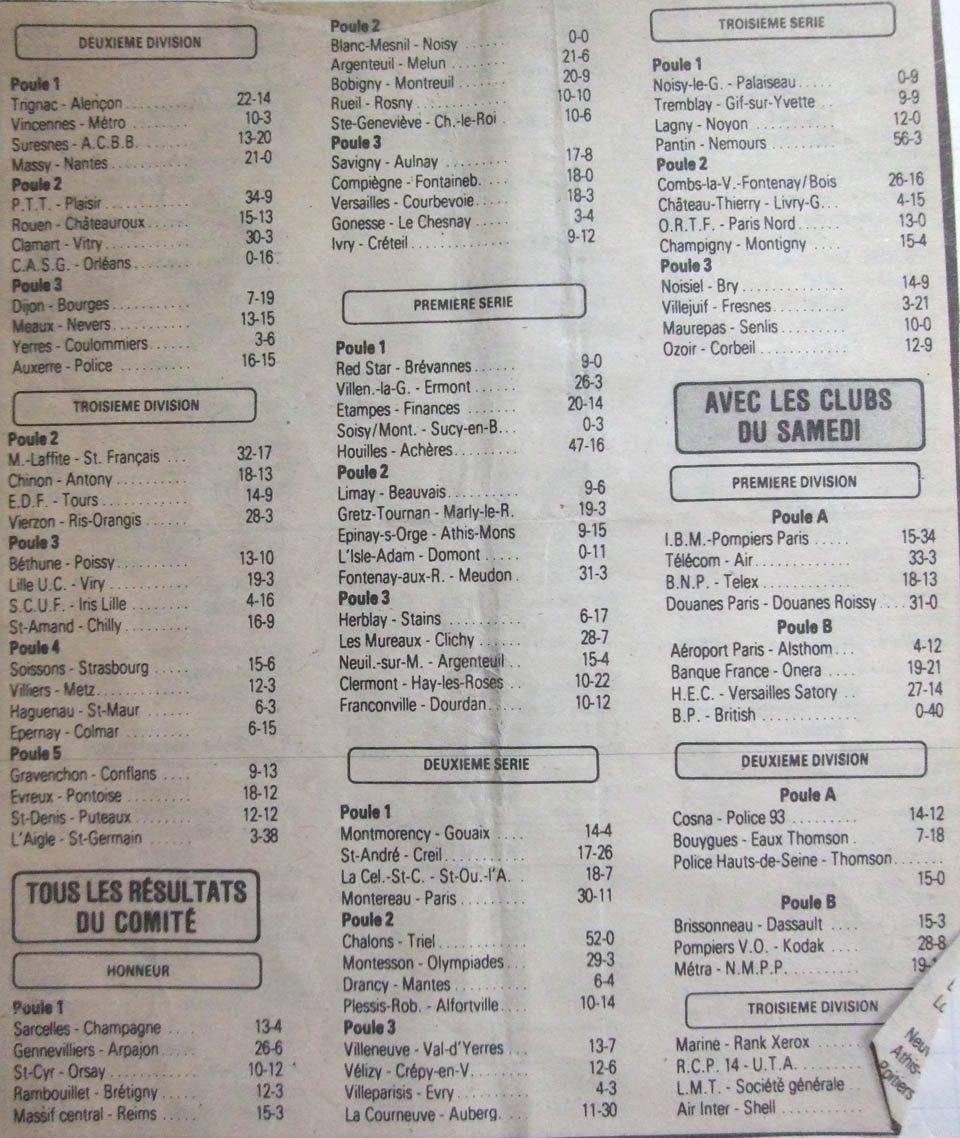 DEUXIEME DIVISION
Poule 1
Trignac - Alençon 22-14
Vincennes - Métro 10-3
Suresnes - A.C.B.B. 13-20
Massy - Nantes 21-0
Poule 2
P.T.T. - Plaisir 34-9
Rouen - Châteauroux 15-13
Clamart - Vitry 30-3
C.A.S.G. - Orléans 0-16
Poule 3
Dijon - Bourges 7-19
Meaux - Nevers 13-15
Yerres - Coulommiers 3-6
Auxerre - Police 16-15
TROISIEME DIVISION
Poule 2
M.-Laffite - St. Français 32-17
Chinon - Antony 18-13
E.D.F. - Tours 14-9
Vierzon - Ris-Orangis 28-3
Poule 3
Béthune - Poissy 13-10
Lille U.C. - Viry 19-3
S.C.U.F. - Iris Lille 4-16
St-Amand - Chilly 16-9
Poule 4
Soissons - Strasbourg 15-6
Villiers - Metz 12-3
Haguenau - St-Maur 6-3
Epernay - Colmar 6-15
Poule 5
Gravenchon - Conflans 9-13
Evreux - Pontoise 18-12
St-Denis - Puteaux 12-12
L'Aigle - St-Germain 3-38
TOUS LES RÉSULTATS
DU COMITÉ
HONNEUR
Poule 1
Sarcelles - Champagne 13-4
Gennevilliers - Arpajon 26-6
St-Cyr - Orsay 10-12
Rambouillet - Brétigny 12-3
Massif central - Reims 15-3
Poule 2
Blanc-Mesnil - Noisy 0-0
Argenteuil - Melun 21-6
Bobigny - Montreuil 20-9
Rueil - Rosny 10-10
Ste-Geneviève - Ch.-le-Roi 10-6
Poule 3
Savigny - Aulnay 17-8
Compiègne - Fontaineb. 18-0
Versailles - Courbevoie 18-3
Gonesse - Le Chesnay 3-4
Ivry - Créteil 9-12
PREMIERE SERIE
Poule 1
Red Star - Brévannes 9-0
Villen.-la-G. - Ermont 26-3
Etampes - Finances 20-14
Soisy/Mont. - Sucy-en-B... 0-3
Houilles - Achères 47-16
Poule 2
Limay - Beauvais 9-6
Gretz-Tournan - Marly-le-R. 19-3
Epinay-s-Orge - Athis-Mons 9-15
L'Isle-Adam - Domont 0-11
Fontenay-aux-R. - Meudon 31-3
Poule 3
Herblay - Stains 6-17
Les Mureaux - Clichy 28-7
Neuil.-sur-M. - Argenteuil 15-4
Clermont - Hay-les-Roses 10-22
Franconville - Dourdan 10-12
DEUXIEME SERIE
Poule 1
Montmorency - Gouaix 14-4
St-André - Creil 17-26
La Cel.-St-C. - St-Ou.-l'A. 18-7
Montereau - Paris 30-11
Poule 2
Chalons - Triel 52-0
Montesson - Olympiades 29-3
Drancy - Mantes 6-4
Plessis-Rob. - Alfortville 10-14
Poule 3
Villeneuve - Val-d'Yerres 13-7
Vélizy - Crépy-en-V. 12-6
Villeparisis - Evry 4-3
La Courneuve - Auberg. 11-30
TROISIEME SERIE
Poule 1
Noisy-le-G. - Palaiseau 0-9
Tremblay - Gif-sur-Yvette 9-9
Lagny - Noyon 12-0
Pantin - Nemours 56-3
Poule 2
Combs-la-V.-Fontenay/Bois 26-16
Château-Thierry - Livry-G... 4-15
O.R.T.F. - Paris Nord 13-0
Champigny - Montigny 15-4
Poule 3
Noisiel - Bry 14-9
Villejuif - Fresnes 3-21
Maurepas - Senlis 10-0
Ozoir - Corbeil 12-9
AVEC LES CLUBS
DU SAMEDI
PREMIERE DIVISION
Poule A
I.B.M.-Pompiers Paris 15-34
Télécom - Air 33-3
B.N.P. - Telex 18-13
Douanes Paris - Douanes Roissy 31-0
Poule B
Aéroport Paris - Alsthom 4-12
Banque France - Onera 19-21
H.E.C. - Versailles Satory 27-14
B.P. - British 0-40
DEUXIEME DIVISION
Poule A
Cosna - Police 93 14-12
Bouygues - Eaux Thomson 7-18
Police Hauts-de-Seine - Thomson
15-0
Poule B
Brissonneau - Dassault 15-3
Pompiers V.O. - Kodak 28-8
Métra - N.M.P.P.
TROISIEME DIVISION
Marine - Rank Xerox
R.C.P. 14 - U.T.A.
L.M.T. - Société générale
Air Inter - Shell
Athis-